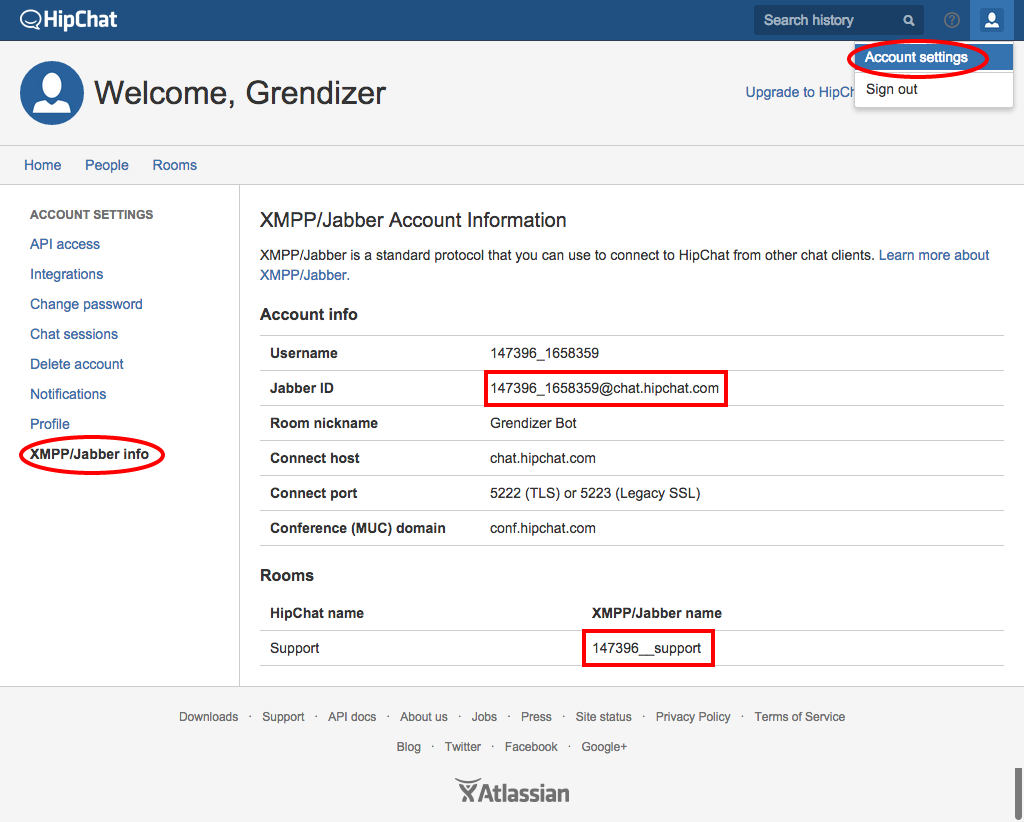 HipChat
Search history
?
Account settings
Sign out
Welcome, Grendizer
Upgrade to HipCh
Home People Rooms
ACCOUNT SETTINGS
API access
Integrations
Change password
Chat sessions
Delete account
Notifications
Profile
XMPP/Jabber info
XMPP/Jabber Account Information
XMPP/Jabber is a standard protocol that you can use to connect to HipChat from other chat clients. Learn more about
XMPP/Jabber.
Account info
Username 147396_1658359
Jabber ID 147396_1658359@chat.hipchat.com
Room nickname Grendizer Bot
Connect host chat.hipchat.com
Connect port 5222 (TLS) or 5223 (Legacy SSL)
Conference (MUC) domain conf.hipchat.com
Rooms
HipChat name XMPP/Jabber name
Support 147396__support
Downloads · Support · API docs · About us · Jobs · Press · Site status · Privacy Policy · Terms of Service
Blog · Twitter · Facebook · Google+
Atlassian